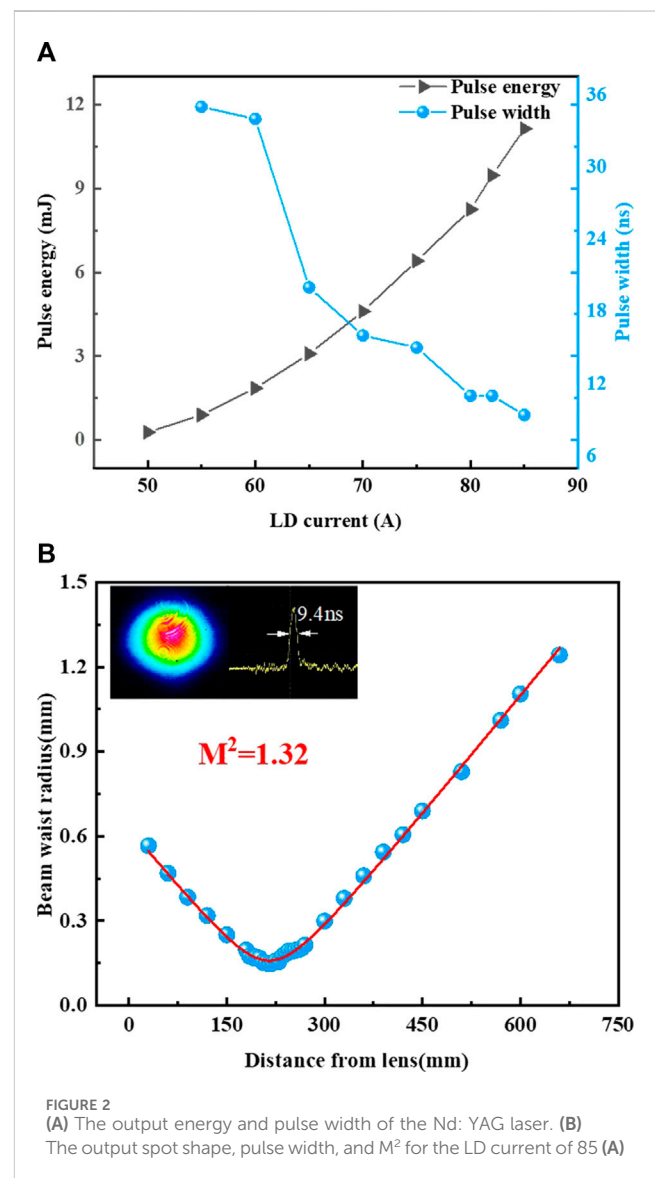 A
Pulse energy
Pulse width
12
9
6
3
0
Pulse energy (mJ)
36
30
24
18
12
6
Pulse width (ns)
50 60 70 80 90
LD current (A)
B
1.5
1.2
0.9
0.6
0.3
0.0
Beam waist radius(mm)
9.4ns
M²=1.32
0 150 300 450 600 750
Distance from lens(mm)
FIGURE 2
(A) The output energy and pulse width of the Nd: YAG laser. (B)
The output spot shape, pulse width, and M² for the LD current of 85 (A)